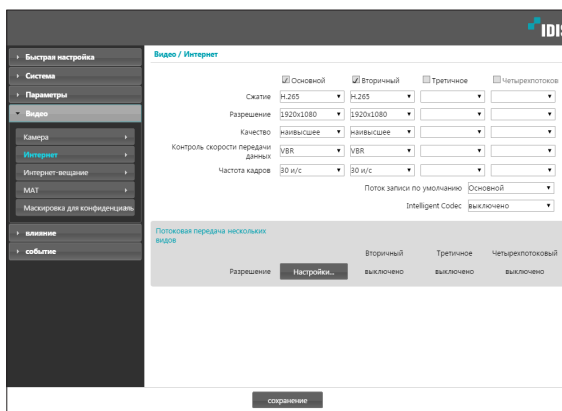 IDIS
Быстрая настройка
Система
Параметры
Видео
Камера
Интернет
Интернет-вещание
MAT
Маскировка для конфиденциаль
влияние
событие
Видео / Интернет
Основной Вторичный Третичное Четырехпотоков
Сжатие H.265 H.265
Разрешение 1920x1080 1920x1080
Качество наивысшее наивысшее
Контроль скорости передачи данных VBR VBR
Частота кадров 30 и/с 30 и/с
Поток записи по умолчанию Основной
Intelligent Codec выключено
Потоковая передача нескольких видов
Вторичный Третичное Четырехпотоковый
Разрешение Настройки... выключено выключено выключено
сохранение